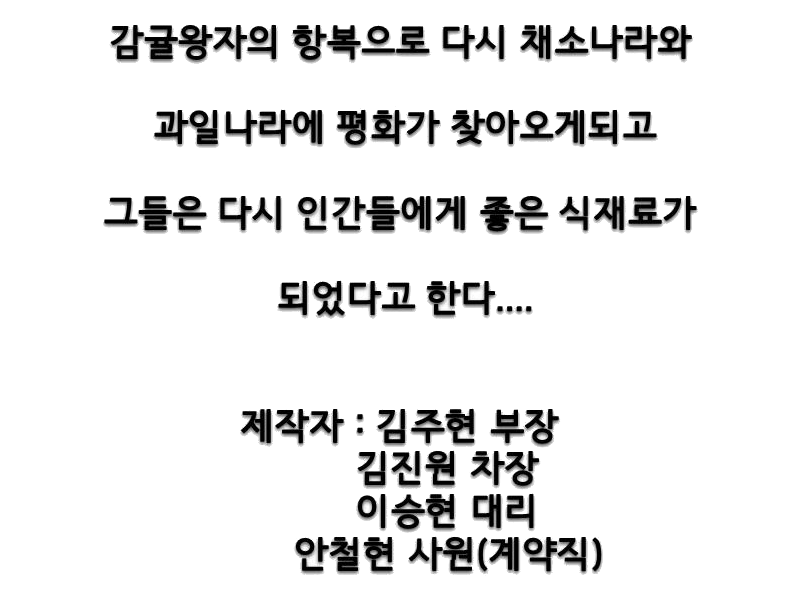 감귤왕자의 항복으로 다시 채소나라와
과일나라에 평화가 찾아오게되고
그들은 다시 인간들에게 좋은 식재료가
되었다고 한다....
제작자 : 김주현 부장
김진원 차장
이승현 대리
안철현 사원(계약직)